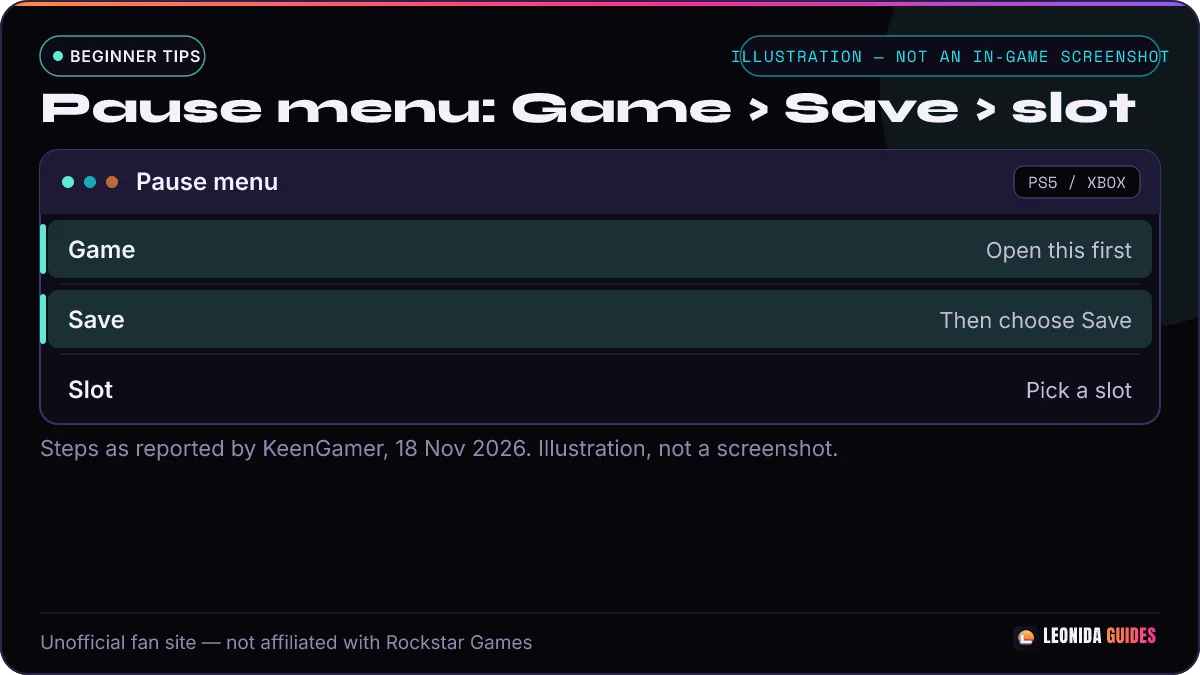 BEGINNER TIPS
ILLUSTRATION — NOT AN IN-GAME SCREENSHOT
Pause menu: Game > Save > slot
Pause menu
PS5 / XBOX
Game
Open this first
Save
Then choose Save
Slot
Pick a slot
Steps as reported by KeenGamer, 18 Nov 2026. Illustration, not a screenshot.
Unofficial fan site — not affiliated with Rockstar Games
LEONIDA GUIDES